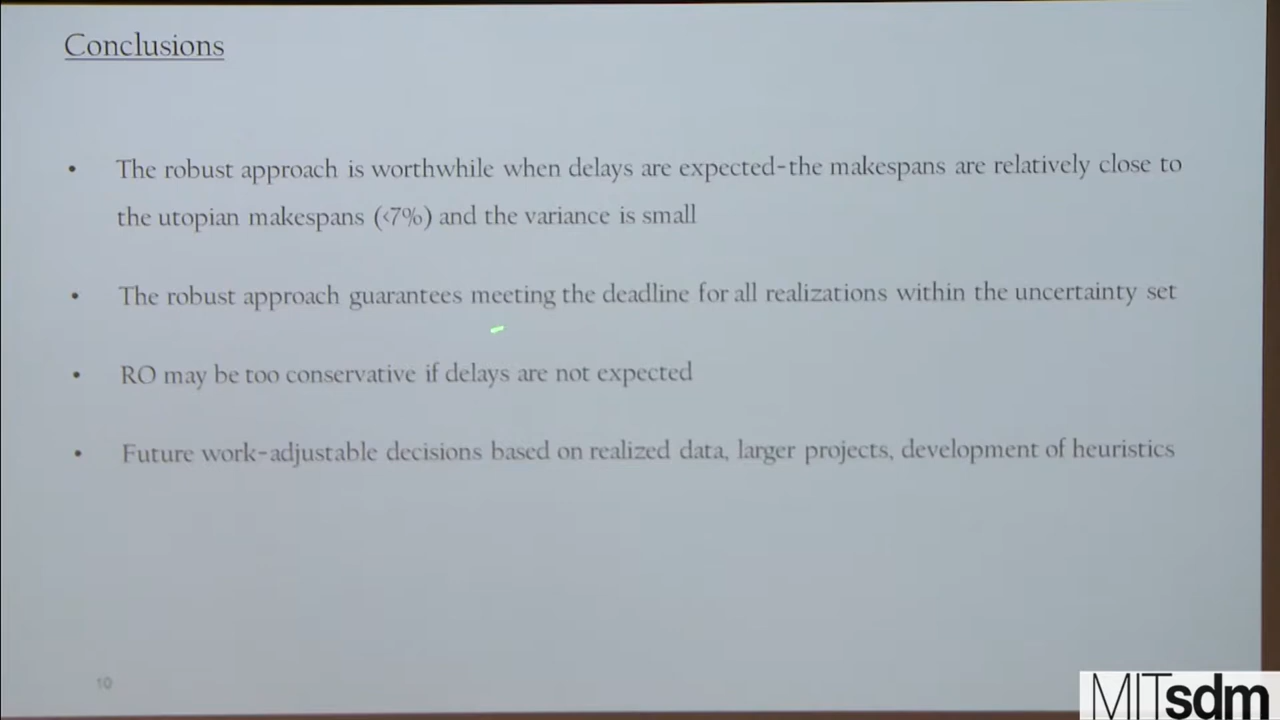 Conclusions
• The robust approach is worthwhile when delays are expected-the makespans are relatively close to
the utopian makespans (<7%) and the variance is small
• The robust approach guarantees meeting the deadline for all realizations within the uncertainty set
• RO may be too conservative if delays are not expected
• Future work-adjustable decisions based on realized data, larger projects, development of heuristics
10
MITsdm